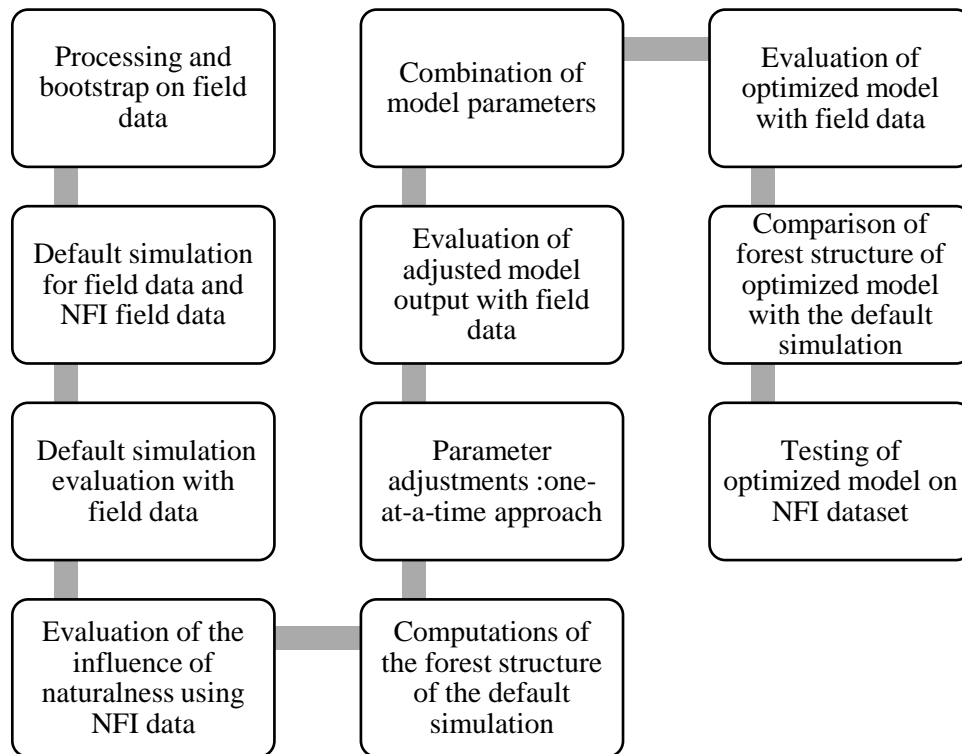 Processing and
bootstrap on field
data
Default simulation
for field data and
NFI field data
Default simulation
evaluation with
field data
Evaluation of the
influence of
naturalness using
NFI data
Computations of
the forest structure
of the default
simulation
Parameter
adjustments :one-
at-a-time approach
Evaluation of
adjusted model
output with field
data
Combination of
model parameters
Evaluation of
optimized model
with field data
Comparison of
forest structure of
optimized model
with the default
simulation
Testing of
optimized model on
NFI dataset